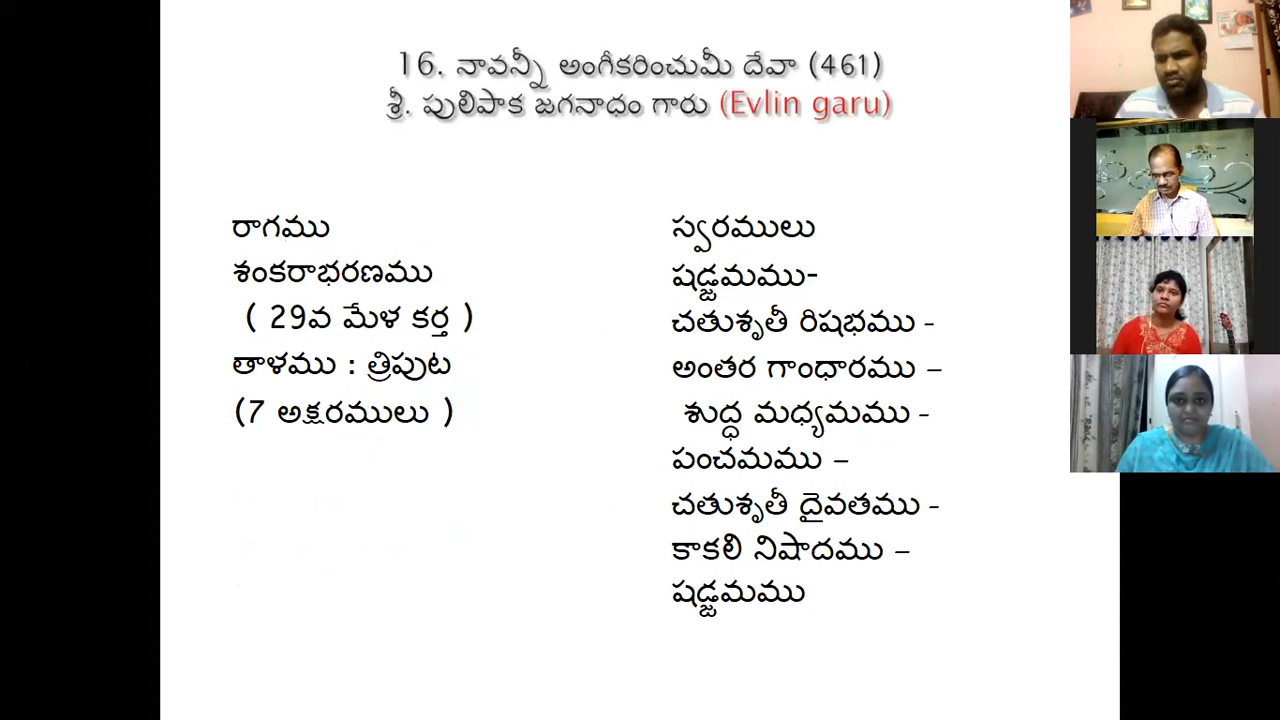 16. నావన్నీ అంగీకరించుమీ దేవా (461)
శ్రీ. పులిపాక జగనాధం గారు (Evlin garu)
రాగము
శంకరాభరణము
( 29వ మేళ కర్త )
తాళము : త్రిపుట
(7 అక్షరములు )
స్వరములు
షడ్జమము-
చతుశృతీ రిషభము -
అంతర గాంధారము –
శుద్ధ మధ్యమము -
పంచమము –
చతుశృతీ దైవతము -
కాకలి నిషాదము –
షడ్జమము